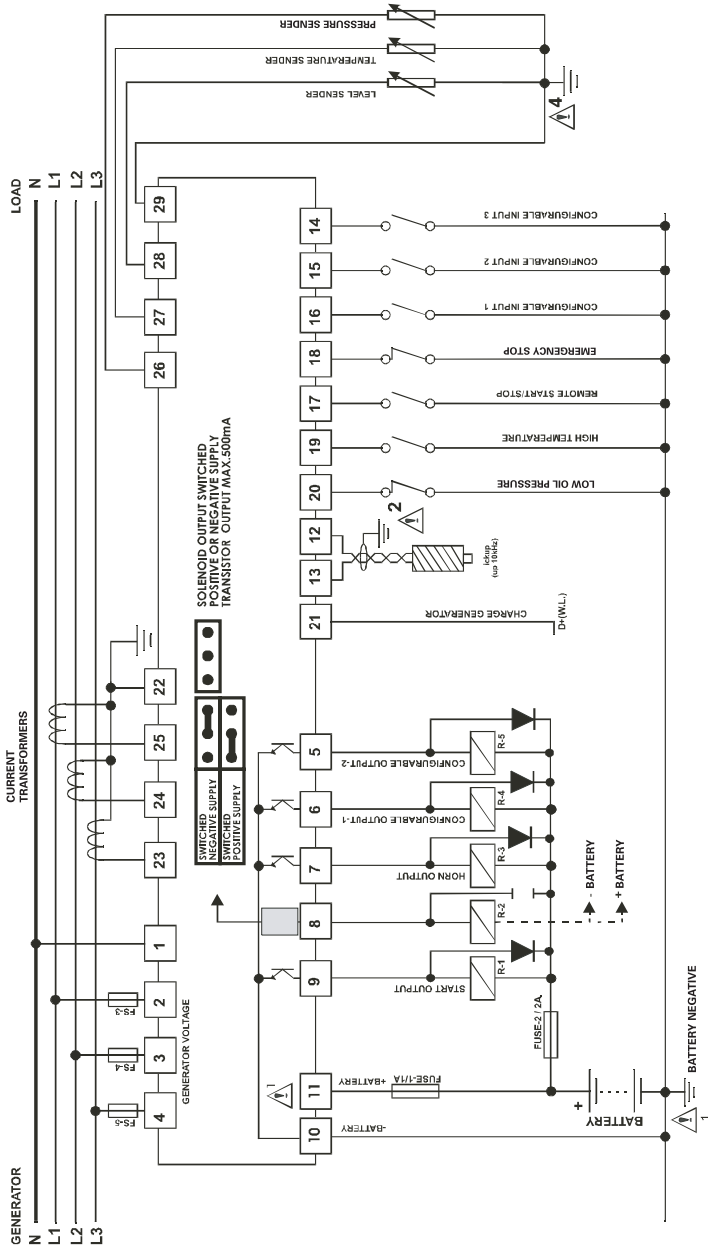 GENERATOR
N
L1
L2
L3
LOAD
N
L1
L2
L3
CURRENT
TRANSFORMERS
FS-5
FS-4
FS-3
4
3
2
1
23
24
25
22
26
27
28
29
GENERATOR VOLTAGE
SWITCHED
NEGATIVE SUPPLY
SWITCHED
POSITIVE SUPPLY
SOLENOID OUTPUT SWITCHED
POSITIVE OR NEGATIVE SUPPLY
TRANSISTOR OUTPUT MAX.500mA
PRESSURE SENDER
TEMPERATURE SENDER
LEVEL SENDER
4
1
10
11
9
8
7
6
5
21
13
12
20
19
17
18
16
15
14
-BATTERY
+BATTERY
FUSE-1/1A
START OUTPUT
HORN OUTPUT
CONFIGURABLE OUTPUT-1
CONFIGURABLE OUTPUT-2
R-1
R-2
R-3
R-4
R-5
FUSE-2 / 2A
- BATTERY
+ BATTERY
CHARGE GENERATOR
D+(W.L.)
ickup
(up 10kHz)
2
LOW OIL PRESSURE
HIGH TEMPERATURE
REMOTE START/STOP
EMERGENCY STOP
CONFIGURABLE INPUT 1
CONFIGURABLE INPUT 2
CONFIGURABLE INPUT 3
+
BATTERY
BATTERY NEGATIVE
1